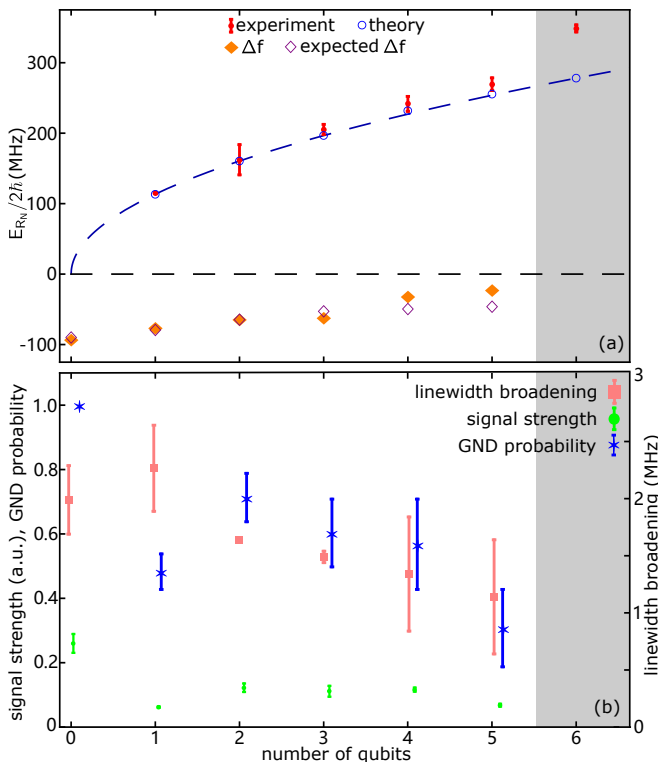 experiment theory
Δf expected Δf
300
200
100
0
-100
E_{R_N}/2ℏ(MHz)
(a)
linewidth broadening
signal strength
GND probability
1.0
0.8
0.6
0.4
0.2
0
signal strength (a.u.), GND probability
3
2
1
0
linewidth broadening (MHz)
(b)
0 1 2 3 4 5 6
number of qubits